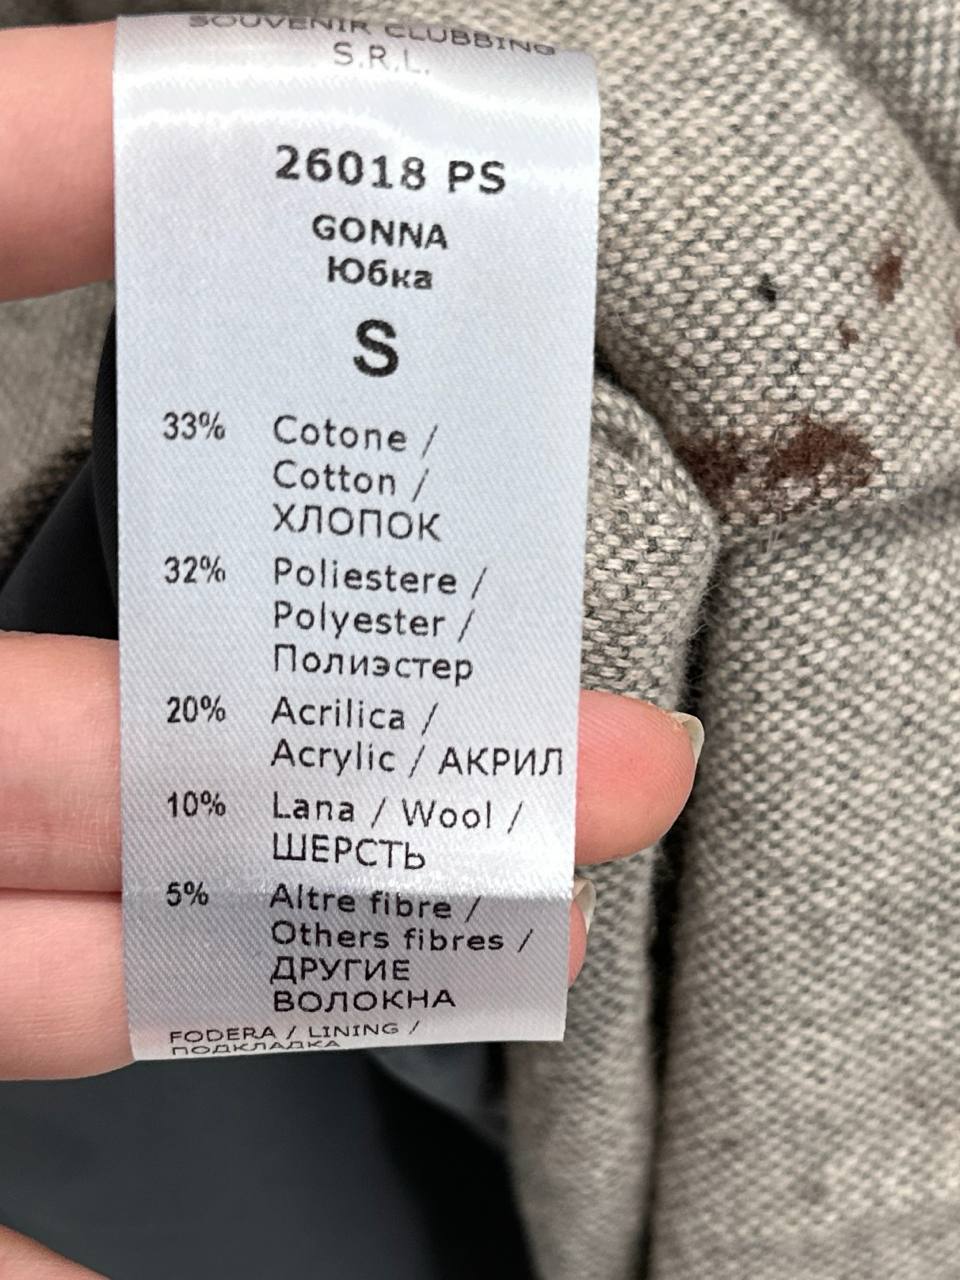 SOUVENIR CLUBBING
S.R.L.
26018 PS
GONNA
Юбка
S
33% Cotone /
Cotton /
ХЛОПОК
32% Poliestere /
Polyester /
Полиэстер
20% Acrilica /
Acrylic / АКРИЛ
10% Lana / Wool /
ШЕРСТЬ
5% Altre fibre /
Others fibres /
ДРУГИЕ
ВОЛОКНА
FODERA / LINING /
ПОДКЛАДКА